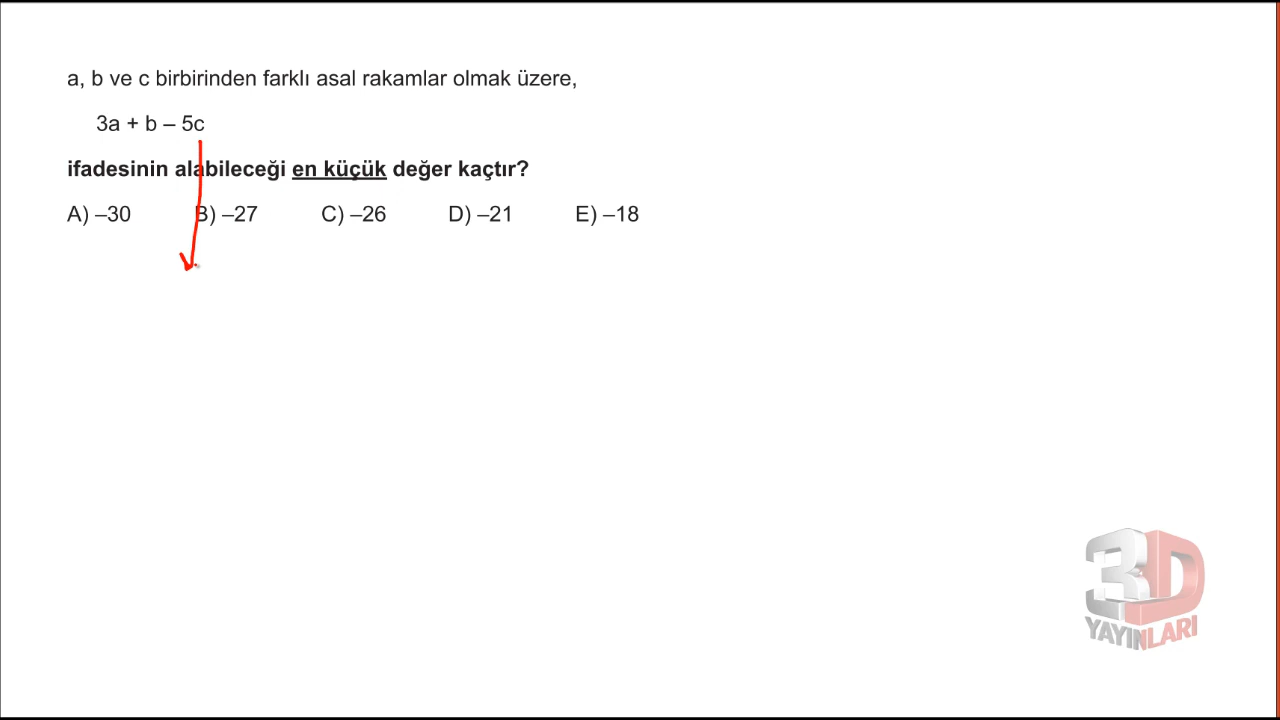 a, b ve c birbirinden farklı asal rakamlar olmak üzere,
3a + b – 5c
ifadesinin alabileceği en küçük değer kaçtır?
A) –30 B) –27 C) –26 D) –21 E) –18
3D
YAYINLARI